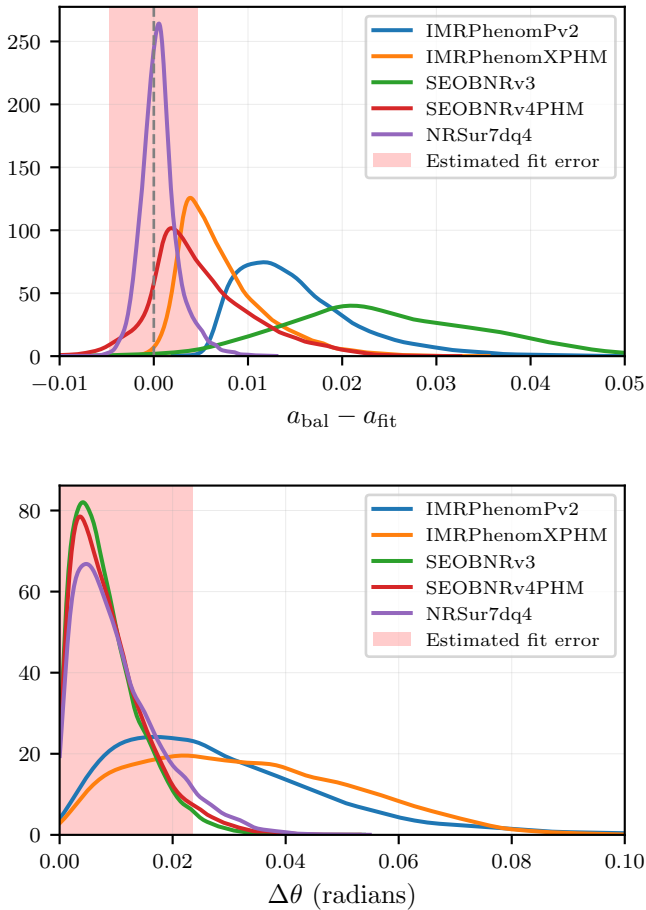 250
200
150
100
50
0
IMRPhenomPv2
IMRPhenomXPHM
SEOBNRv3
SEOBNRv4PHM
NRSur7dq4
Estimated fit error
−0.01 0.00 0.01 0.02 0.03 0.04 0.05
a_bal − a_fit
80
60
40
20
0
IMRPhenomPv2
IMRPhenomXPHM
SEOBNRv3
SEOBNRv4PHM
NRSur7dq4
Estimated fit error
0.00 0.02 0.04 0.06 0.08 0.10
Δθ (radians)